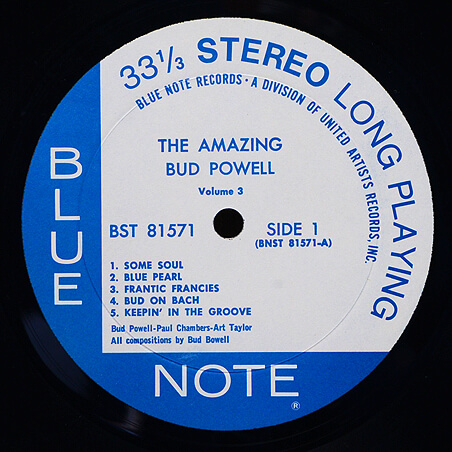 33 1/3 STEREO LONG PLAYING
BLUE NOTE RECORDS · A DIVISION OF UNITED ARTISTS RECORDS, INC.
THE AMAZING
BUD POWELL
Volume 3
BST 81571
SIDE 1
(BNST 81571-A)
1. SOME SOUL
2. BLUE PEARL
3. FRANTIC FRANCIES
4. BUD ON BACH
5. KEEPIN' IN THE GROOVE
Bud Powell-Paul Chambers-Art Taylor
All compositions by Bud Bowell
BLUE
NOTE ®